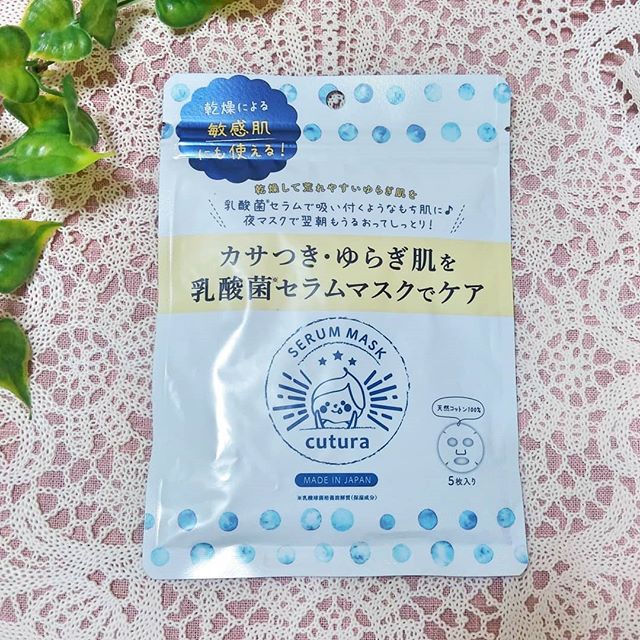 乾燥による
敏感肌
にも使える!
乾燥して荒れやすいゆらぎ肌を
乳酸菌※セラムで吸い付くようなもち肌に♪
夜マスクで翌朝もうるおってしっとり!
カサつき・ゆらぎ肌を
乳酸菌※セラムマスクでケア
SERUM MASK
cutura
天然コットン100%
5枚入り
MADE IN JAPAN
※乳酸球菌培養溶解質(保湿成分)